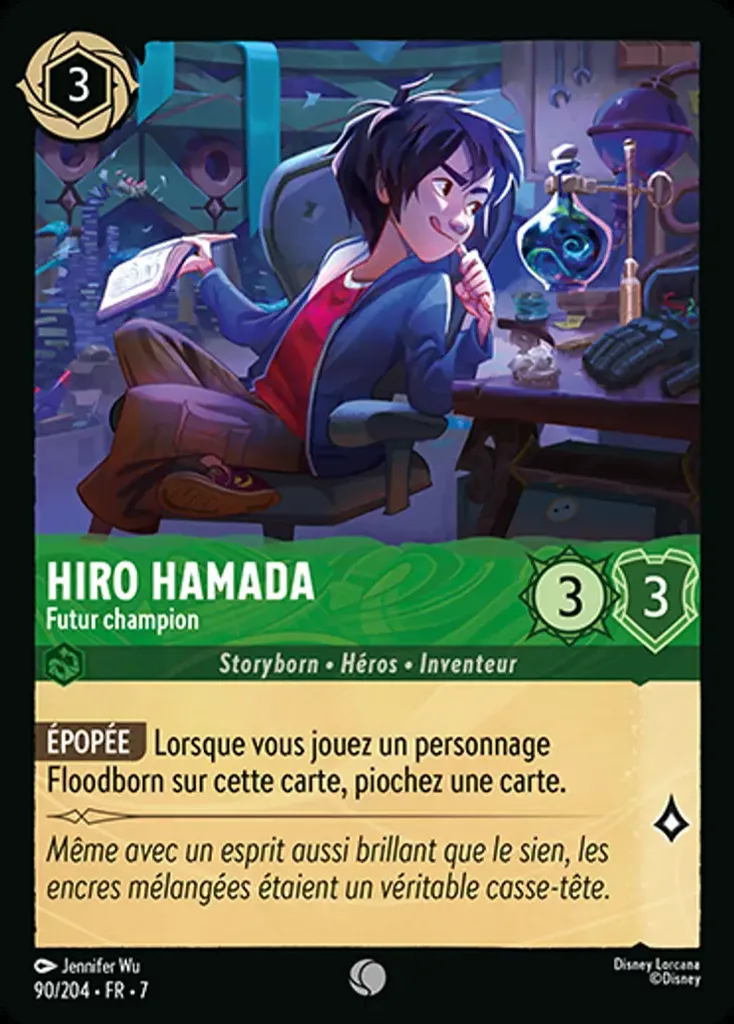 3
HIRO HAMADA
Futur champion
3
3
Storyborn • Héros • Inventeur
ÉPOPÉE Lorsque vous jouez un personnage
Floodborn sur cette carte, piochez une carte.
Même avec un esprit aussi brillant que le sien, les
encres mélangées étaient un véritable casse-tête.
Jennifer Wu
90/204 • FR • 7
Disney Lorcana
©Disney